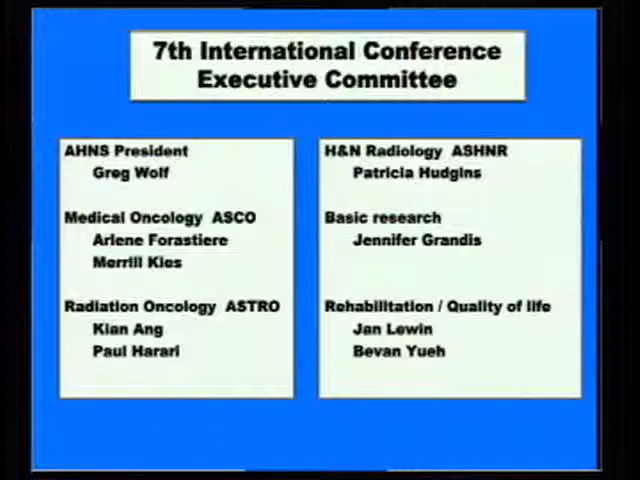 7th International Conference
Executive Committee
AHNS President
Greg Wolf
Medical Oncology ASCO
Arlene Forastiere
Merrill Kies
Radiation Oncology ASTRO
Kian Ang
Paul Harari
H&N Radiology ASHNR
Patricia Hudgins
Basic research
Jennifer Grandis
Rehabilitation / Quality of life
Jan Lewin
Bevan Yueh